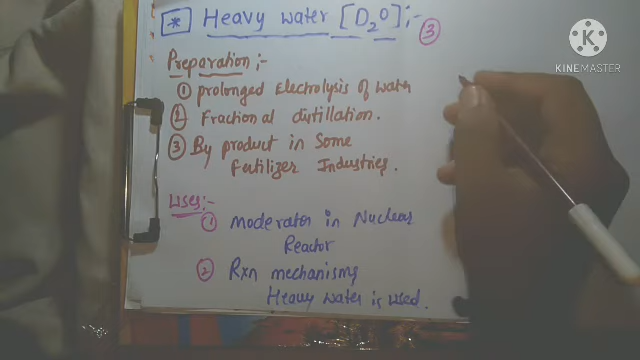 * Heavy water [D2O]:-
3
Preparation:-
1 prolonged Electrolysis of water
2 Fractional distillation.
3 By product in Some
Fertilizer Industries.
Uses:-
1 Moderator in Nuclear
Reactor
2 Rxn mechanisms
Heavy water is used.
K
KINEMASTER